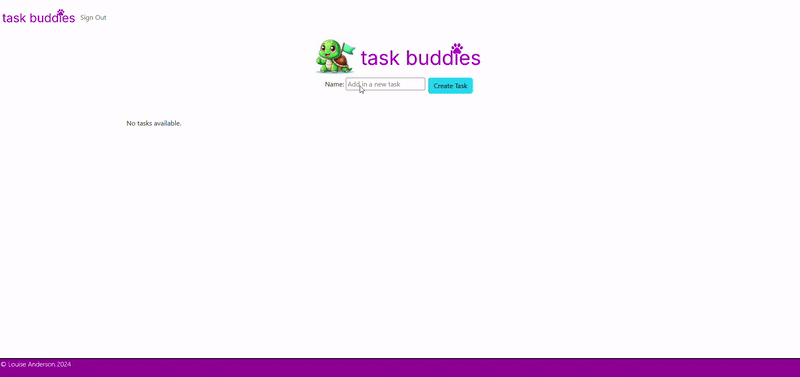 task buddies Sign Out
task buddies
Name: Add in a new task Create Task
No tasks available.
© Louise Anderson.2024